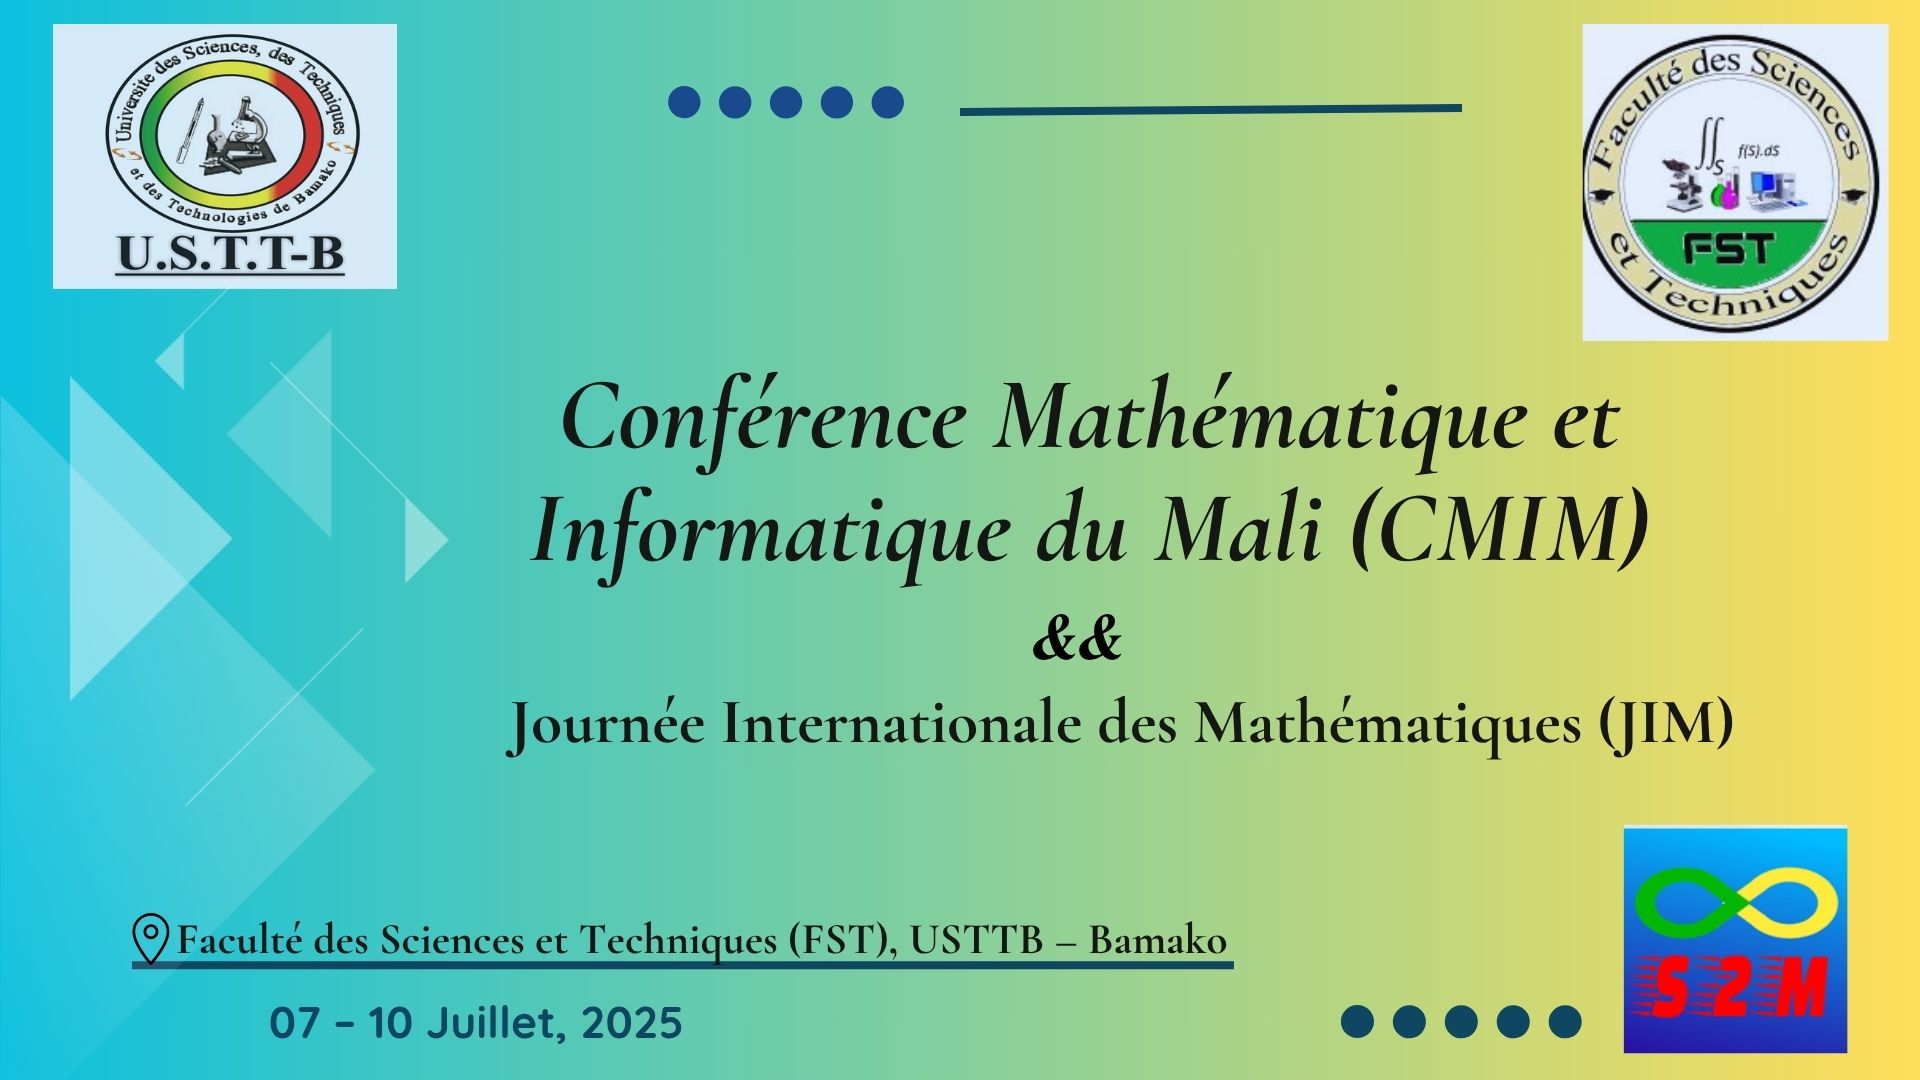 Universite des Sciences, des Techniques
et des Technologies de Bamako
U.S.T.T-B
Faculté des Sciences
∬S f(S).dS
FST
et Techniques
Conférence Mathématique et
Informatique du Mali (CMIM)
&&
Journée Internationale des Mathématiques (JIM)
Faculté des Sciences et Techniques (FST), USTTB – Bamako
07 – 10 Juillet, 2025
S2M